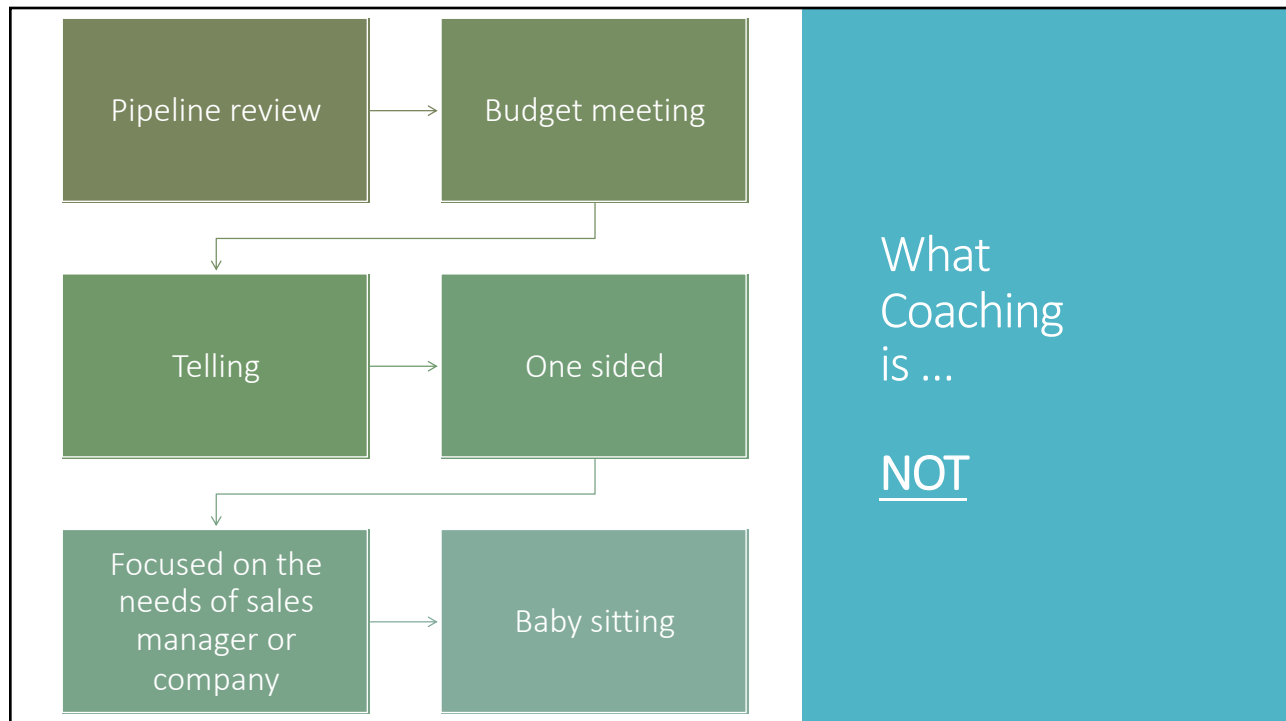 Pipeline review
Budget meeting
Telling
One sided
Focused on the
needs of sales
manager or
company
Baby sitting
What
Coaching
is …
NOT